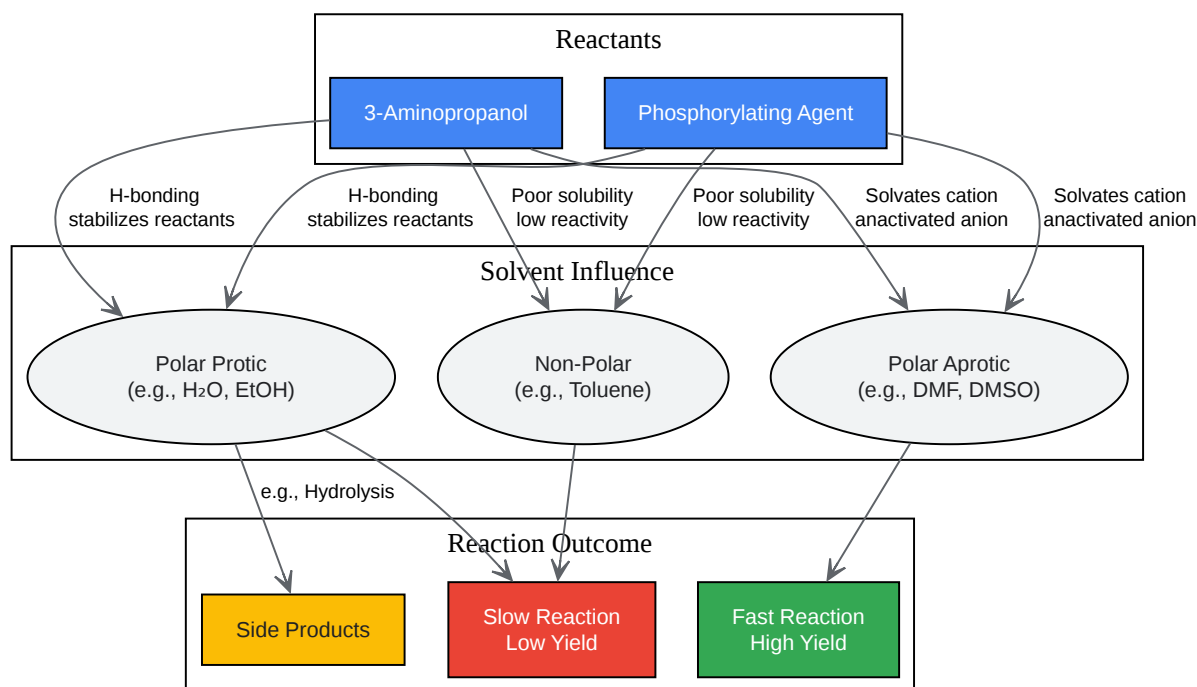 Reactants
3-Aminopropanol
Phosphorylating Agent
H-bonding
stabilizes reactants
H-bonding
stabilizes reactants
Poor solubility
low reactivity
Poor solubility
low reactivity
Solvates cation
anactivated anion
Solvates cation
anactivated anion
Solvent Influence
Polar Protic
(e.g., H₂O, EtOH)
Non-Polar
(e.g., Toluene)
Polar Aprotic
(e.g., DMF, DMSO)
e.g., Hydrolysis
Reaction Outcome
Side Products
Slow Reaction
Low Yield
Fast Reaction
High Yield